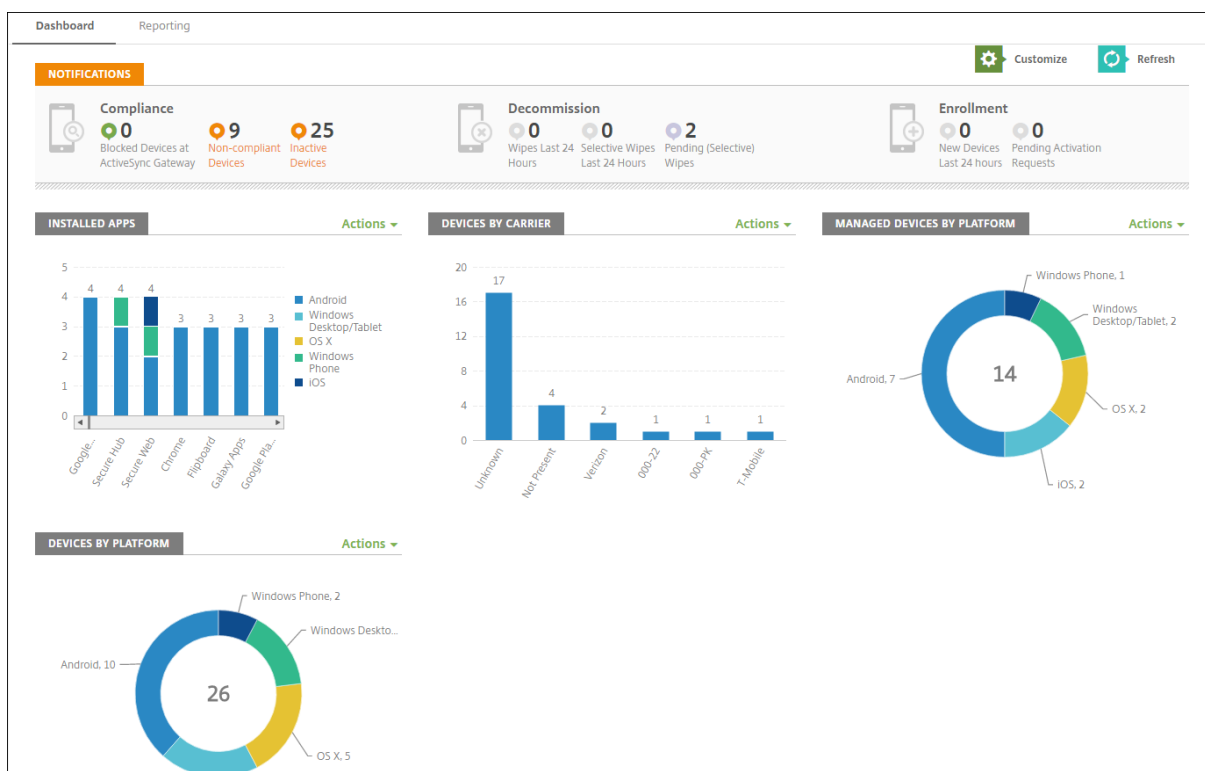 Dashboard Reporting
Customize Refresh
NOTIFICATIONS
Compliance
0 9 25
Blocked Devices at Non-compliant Inactive
ActiveSync Gateway Devices Devices
Decommission
0 0 2
Wipes Last 24 Selective Wipes Pending (Selective)
Hours Last 24 Hours Wipes
Enrollment
0 0
New Devices Pending Activation
Last 24 hours Requests
INSTALLED APPS Actions
5
4
3
2
1
0
4 4 4 3 3 3 3
Google...
Secure Hub
Secure Web
Chrome
Flipboard
Galaxy Apps
Google Pla...
Android
Windows
Desktop/Tablet
OS X
Windows
Phone
iOS
DEVICES BY CARRIER Actions
20
16
12
8
4
0
17 4 2 1 1 1
Unknown
Not Present
Verizon
000-22
000-PK
T-Mobile
MANAGED DEVICES BY PLATFORM Actions
Windows Phone, 1
Windows
Desktop/Tablet, 2
Android, 7
14
OS X, 2
iOS, 2
DEVICES BY PLATFORM Actions
Windows Phone, 2
Windows Deskto...
Android, 10
26
OS X, 5